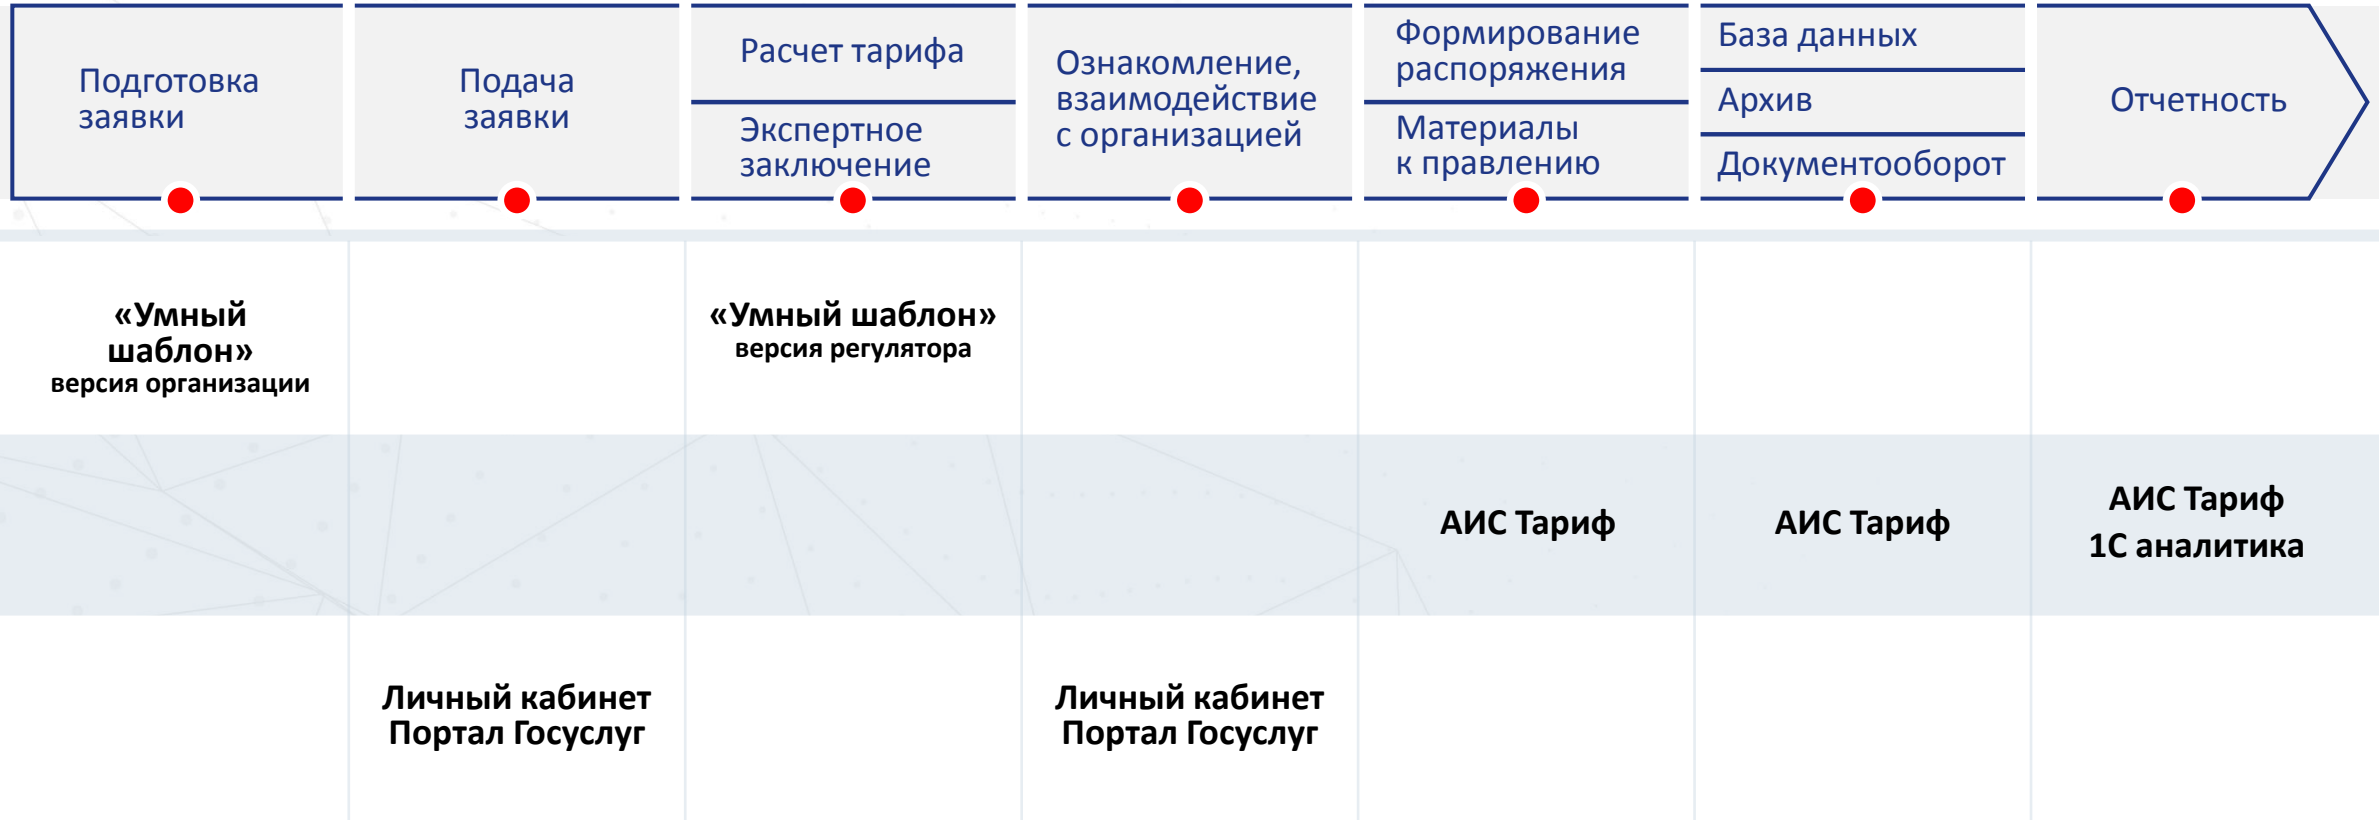 Подготовка
заявки
Подача
заявки
Расчет тарифа
Экспертное
заключение
Ознакомление,
взаимодействие
с организацией
Формирование
распоряжения
Материалы
к правлению
База данных
Архив
Документооборот
Отчетность
«Умный
шаблон»
версия организации
«Умный шаблон»
версия регулятора
АИС Тариф
АИС Тариф
АИС Тариф
1С аналитика
Личный кабинет
Портал Госуслуг
Личный кабинет
Портал Госуслуг